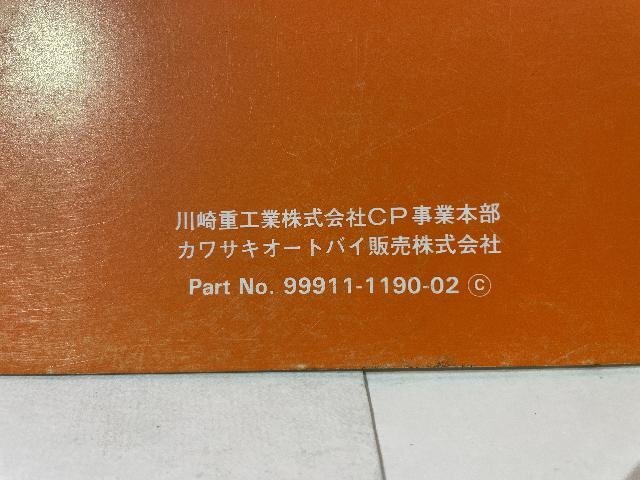 川崎重工業株式会社CP事業本部
カワサキオートバイ販売株式会社
Part No. 99911-1190-02 Ⓒ